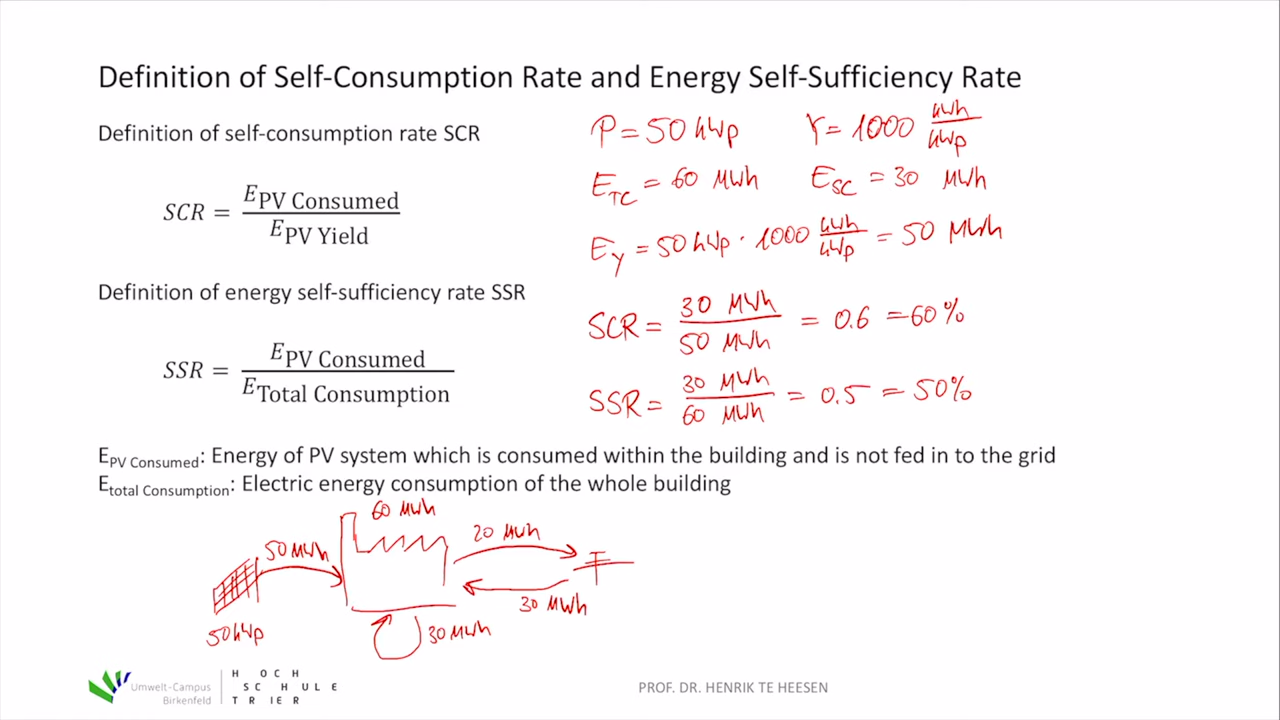 Definition of Self-Consumption Rate and Energy Self-Sufficiency Rate
Definition of self-consumption rate SCR
SCR = E_PV Consumed / E_PV Yield
Definition of energy self-sufficiency rate SSR
SSR = E_PV Consumed / E_Total Consumption
P = 50 kWp Y = 1000 kWh/kWp
E_TC = 60 MWh E_SC = 30 MWh
E_Y = 50 kWp · 1000 kWh/kWp = 50 MWh
SCR = 30 MWh / 50 MWh = 0.6 = 60%
SSR = 30 MWh / 60 MWh = 0.5 = 50%
E_PV Consumed: Energy of PV system which is consumed within the building and is not fed in to the grid
E_total Consumption: Electric energy consumption of the whole building
60 MWh
50 MWh
20 MWh
30 MWh
50 kWp
30 MWh
Umwelt-Campus
Birkenfeld
H O C H
S C H U L E
T R I E R
PROF. DR. HENRIK TE HEESEN